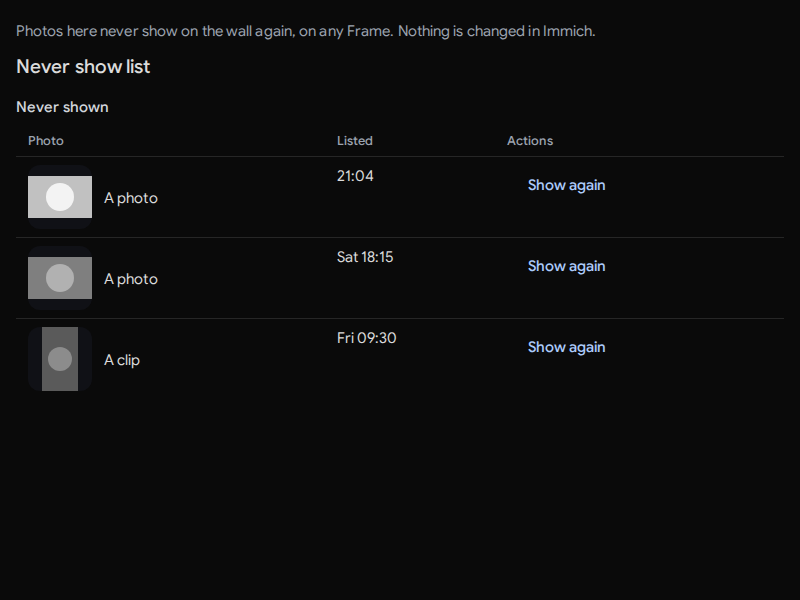 Photos here never show on the wall again, on any Frame. Nothing is changed in Immich.
Never show list
Never shown
Photo Listed Actions
A photo 21:04 Show again
A photo Sat 18:15 Show again
A clip Fri 09:30 Show again